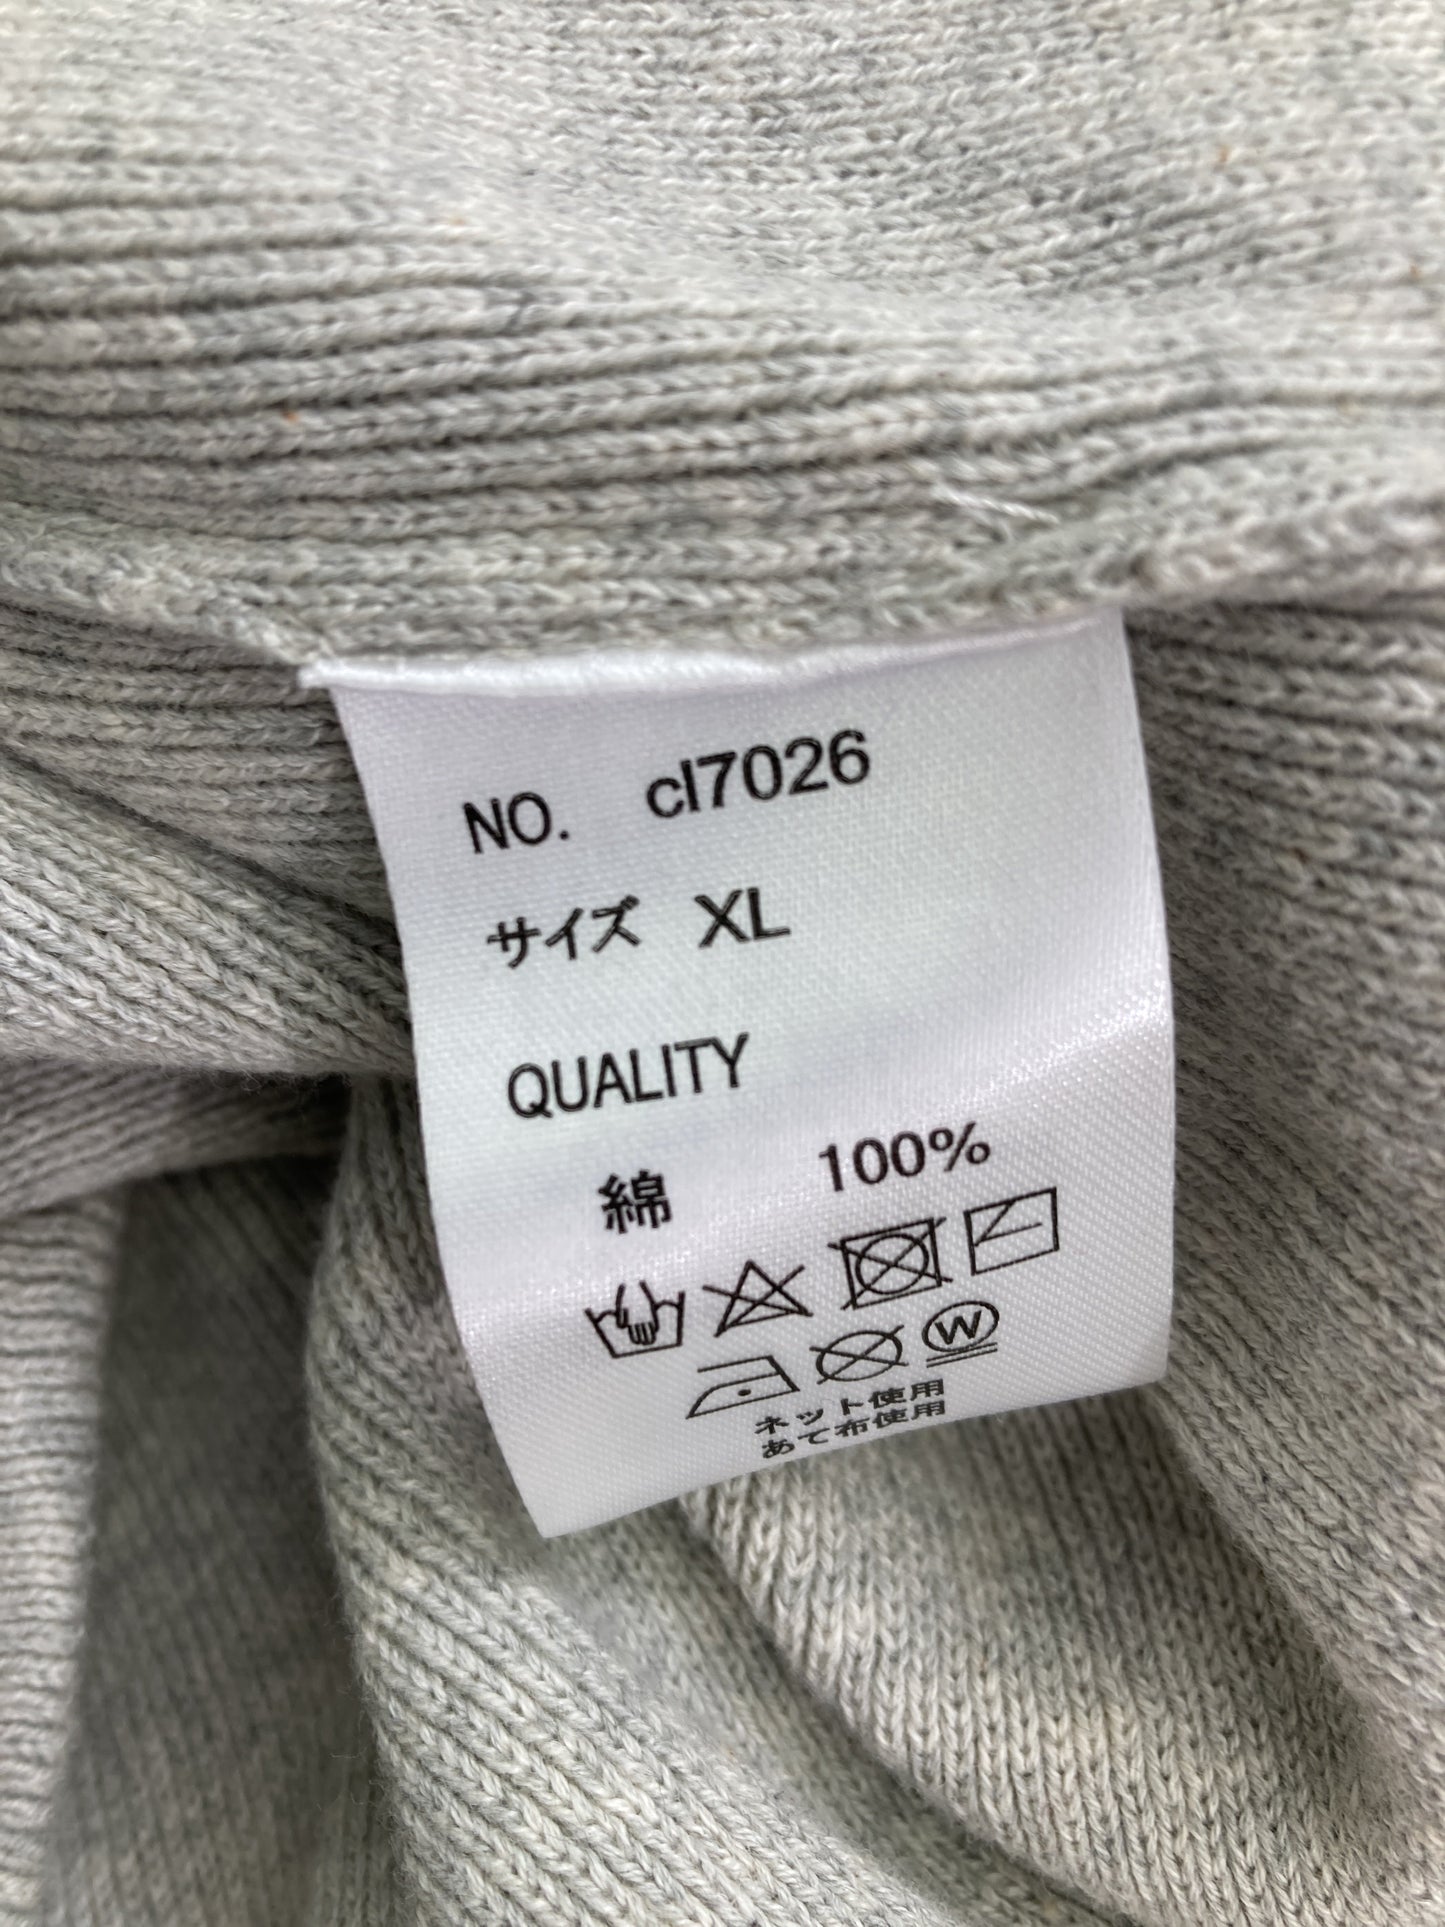 NO. cl7026
サイズ XL
QUALITY
綿 100%
W
ネット使用
あて布使用